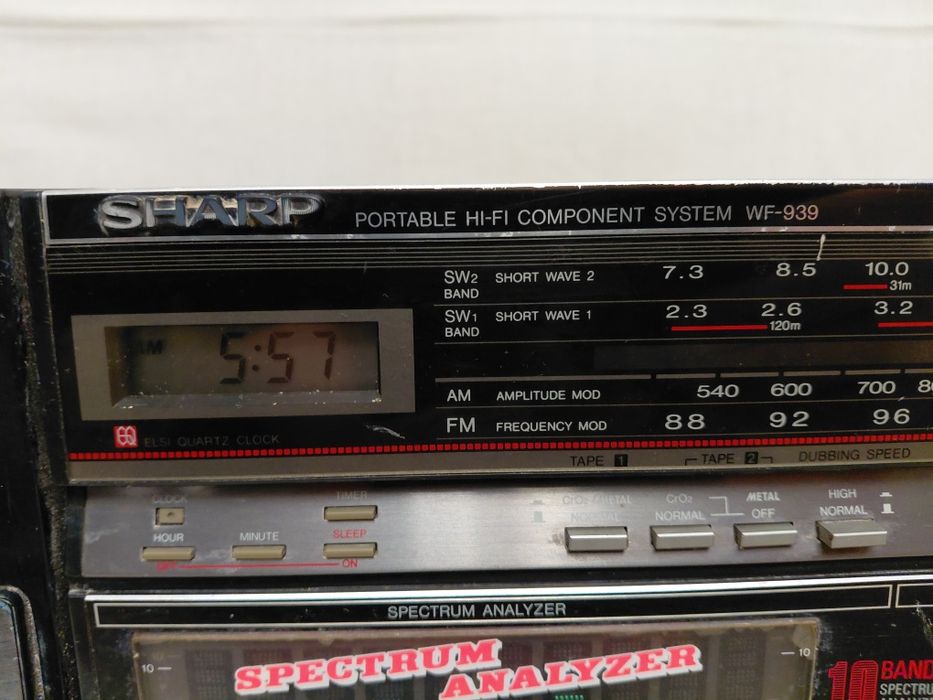 SHARP PORTABLE HI-FI COMPONENT SYSTEM WF-939
SW2 BAND SHORT WAVE 2 7.3 8.5 10.0
31m
SW1 BAND SHORT WAVE 1 2.3 2.6 3.2
120m
AM 5:57
AM AMPLITUDE MOD 540 600 700
FM FREQUENCY MOD 88 92 96
ELSI QUARTZ CLOCK
TAPE 1 TAPE 2 DUBBING SPEED
CLOCK TIMER CrO2/METAL CrO2 METAL HIGH
NORMAL NORMAL OFF NORMAL
HOUR MINUTE SLEEP
OFF ON
SPECTRUM ANALYZER
10 SPECTRUM ANALYZER 10
10 BAND